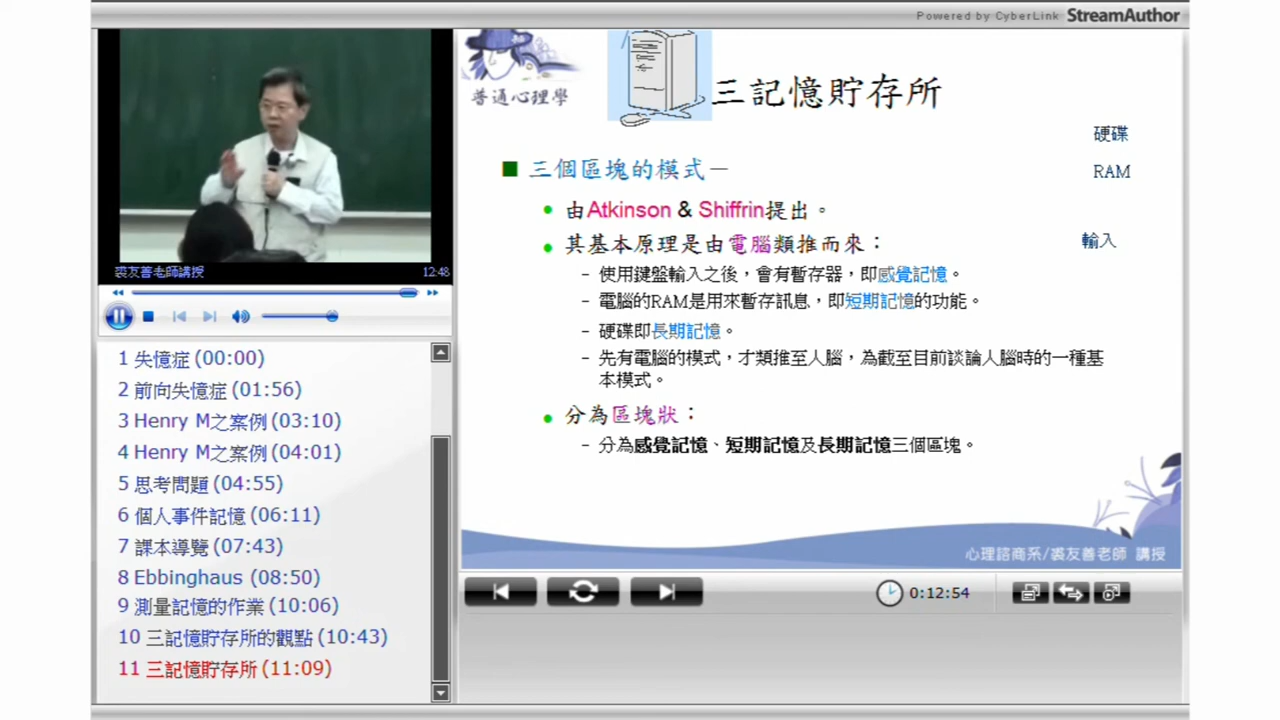 Powered by CyberLink StreamAuthor
裘友善老師講授
12:48
1 失憶症 (00:00)
2 前向失憶症 (01:56)
3 Henry M之案例 (03:10)
4 Henry M之案例 (04:01)
5 思考問題 (04:55)
6 個人事件記憶 (06:11)
7 課本導覽 (07:43)
8 Ebbinghaus (08:50)
9 測量記憶的作業 (10:06)
10 三記憶貯存所的觀點 (10:43)
11 三記憶貯存所 (11:09)
普通心理學
三記憶貯存所
硬碟
RAM
輸入
三個區塊的模式－
由Atkinson & Shiffrin提出。
其基本原理是由電腦類推而來：
– 使用鍵盤輸入之後，會有暫存器，即感覺記憶。
– 電腦的RAM是用來暫存訊息，即短期記憶的功能。
– 硬碟即長期記憶。
– 先有電腦的模式，才類推至人腦，為截至目前談論人腦時的一種基
本模式。
分為區塊狀：
– 分為感覺記憶、短期記憶及長期記憶三個區塊。
心理諮商系/裘友善老師 講授
0:12:54